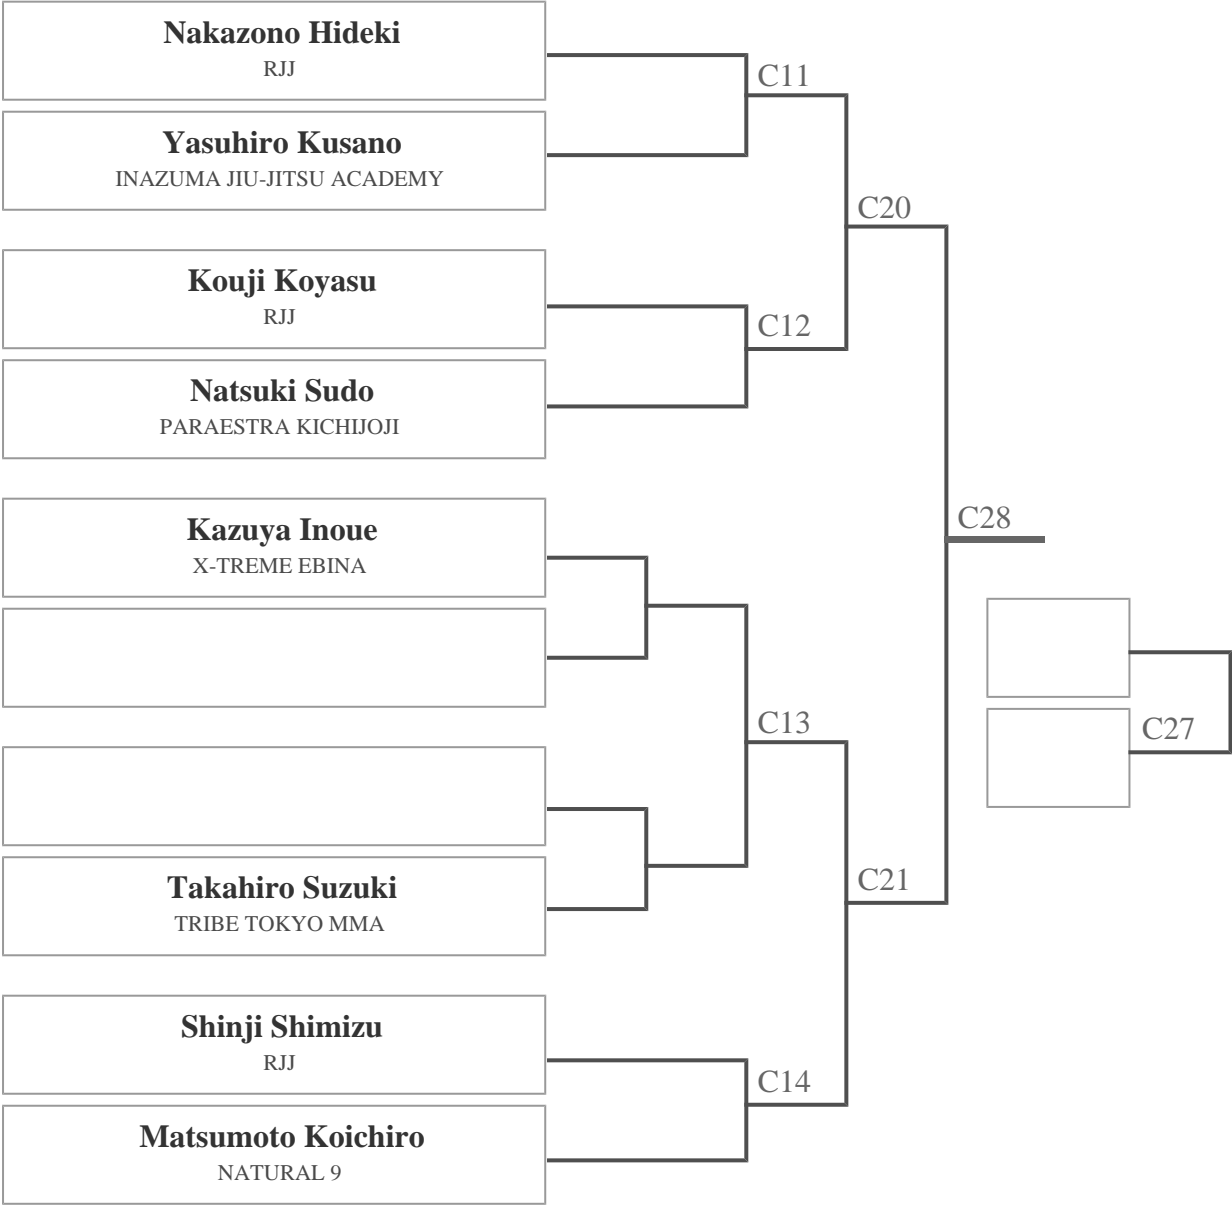 Nakazono Hideki
RJJ
C11
Yasuhiro Kusano
INAZUMA JIU-JITSU ACADEMY
C20
Kouji Koyasu
RJJ
C12
Natsuki Sudo
PARAESTRA KICHIJOJI
Kazuya Inoue
X-TREME EBINA
C28
C13
C27
Takahiro Suzuki
TRIBE TOKYO MMA
C21
Shinji Shimizu
RJJ
C14
Matsumoto Koichiro
NATURAL 9